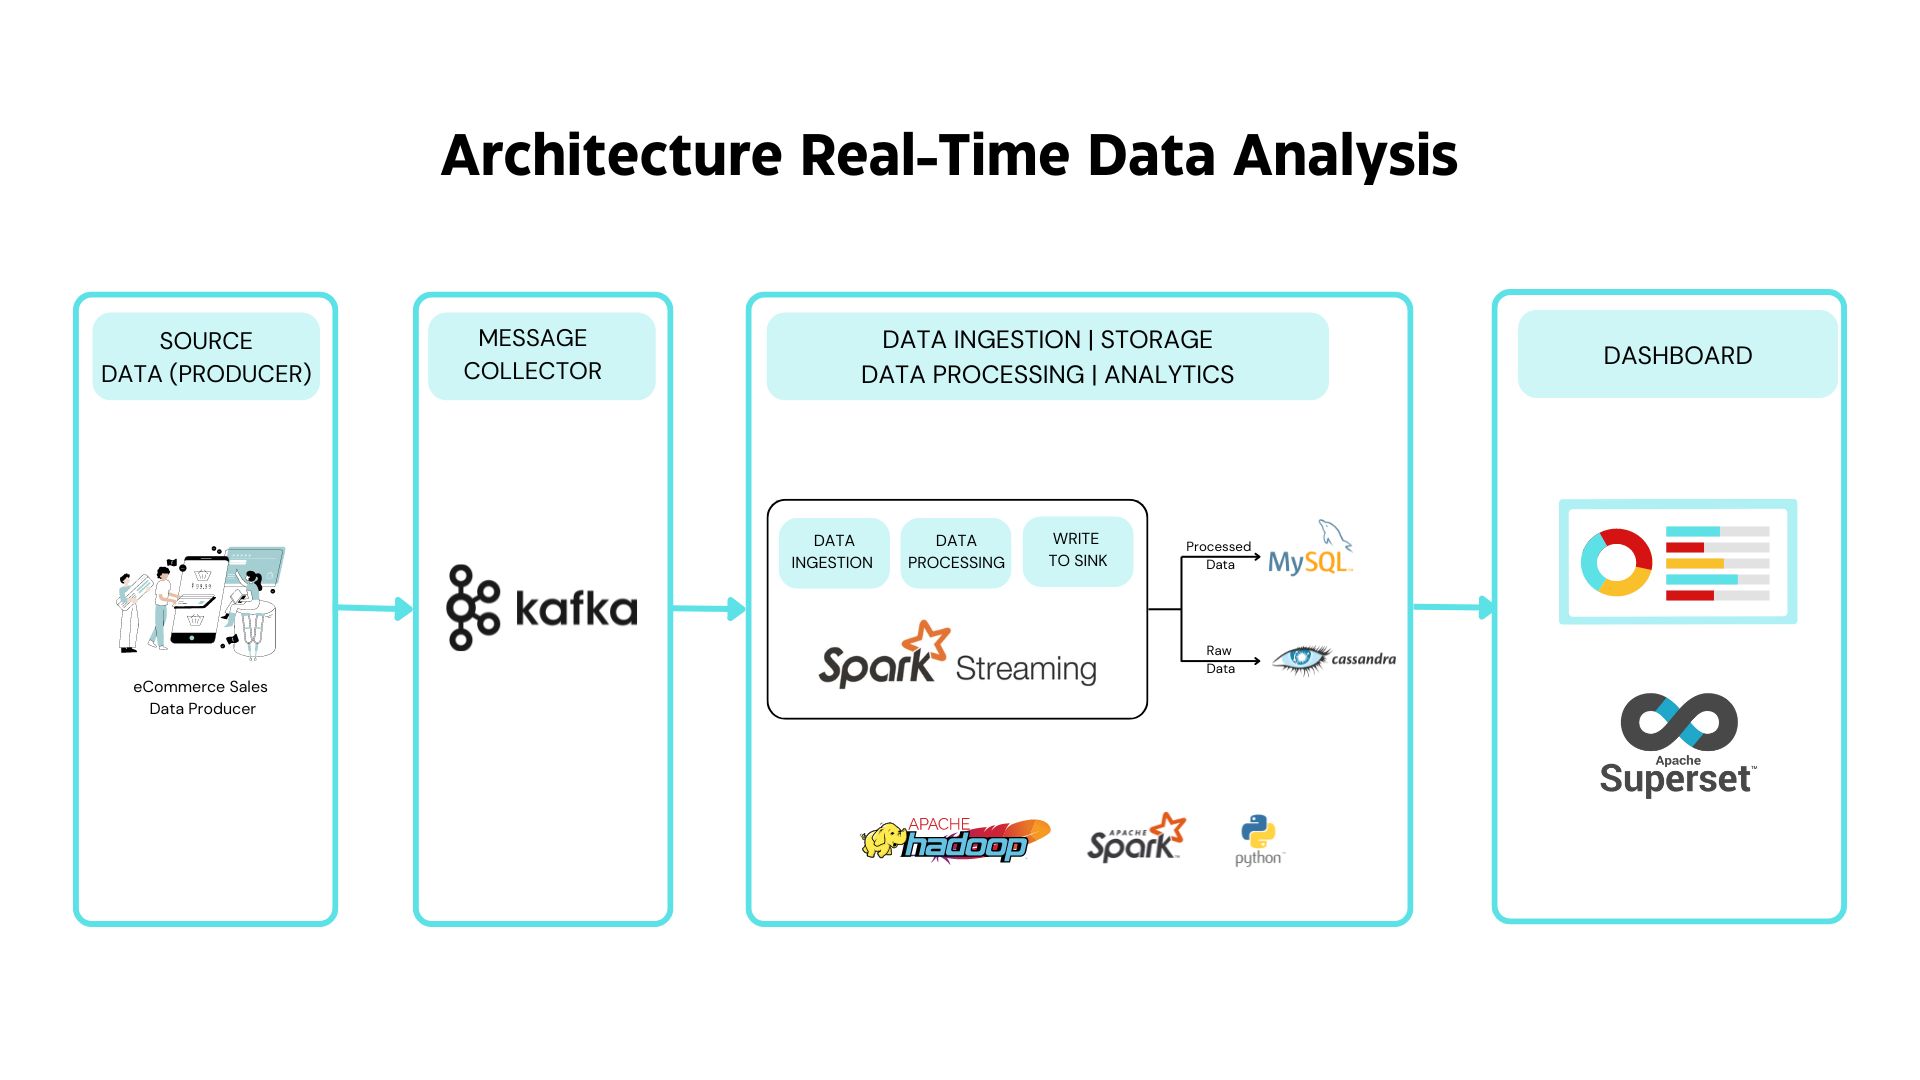 Architecture Real-Time Data Analysis
SOURCE
DATA (PRODUCER)
eCommerce Sales
Data Producer
MESSAGE
COLLECTOR
kafka
DATA INGESTION | STORAGE
DATA PROCESSING | ANALYTICS
DATA
INGESTION
DATA
PROCESSING
WRITE
TO SINK
Spark Streaming
Processed
Data
MySQL
Raw
Data
cassandra
APACHE
hadoop
APACHE
Spark
python
DASHBOARD
Apache
Superset™